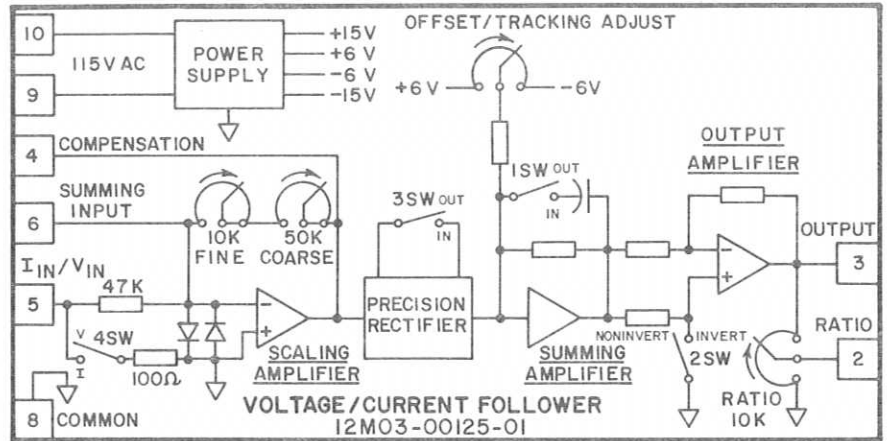 OFFSET/TRACKING ADJUST
10
115V AC
POWER
SUPPLY
+15V
+6 V
-6 V
-15V
9
+6V
-6V
4
COMPENSATION
OUTPUT
AMPLIFIER
6
SUMMING
INPUT
10K
FINE
50K
COARSE
3SW OUT
IN
1SW OUT
IN
I IN/V IN
5
47K
V
4SW
I
100Ω
-
+
SCALING
AMPLIFIER
PRECISION
RECTIFIER
SUMMING
AMPLIFIER
NONINVERT
INVERT
2SW
-
+
OUTPUT
3
RATIO
2
RATIO
10K
8
COMMON
VOLTAGE/CURRENT FOLLOWER
12M03-00125-01